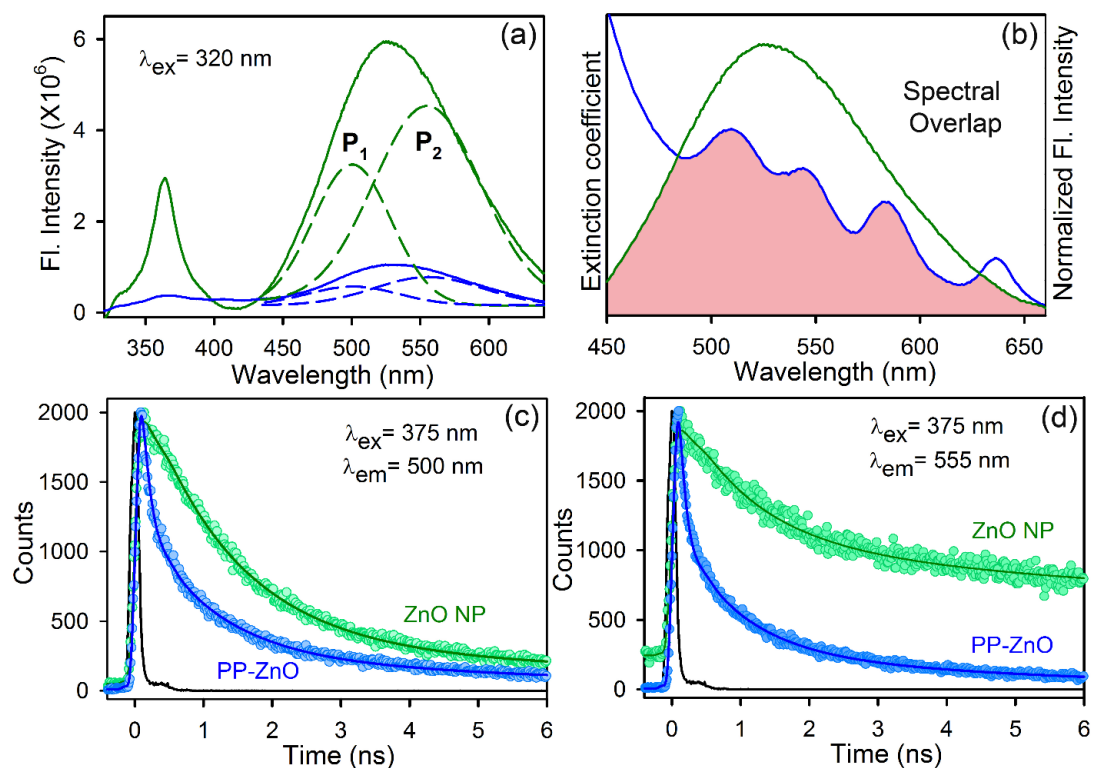 (a)
λex= 320 nm
Fl. Intensity (X10⁶)
6
4
2
0
P₁
P₂
350 400 450 500 550 600
Wavelength (nm)
(b)
Spectral
Overlap
Extinction coefficient
Normalized Fl. Intensity
450 500 550 600 650
Wavelength (nm)
(c)
λex= 375 nm
λem= 500 nm
Counts
2000
1500
1000
500
0
ZnO NP
PP-ZnO
0 1 2 3 4 5 6
Time (ns)
(d)
λex= 375 nm
λem= 555 nm
Counts
2000
1500
1000
500
0
ZnO NP
PP-ZnO
0 1 2 3 4 5 6
Time (ns)